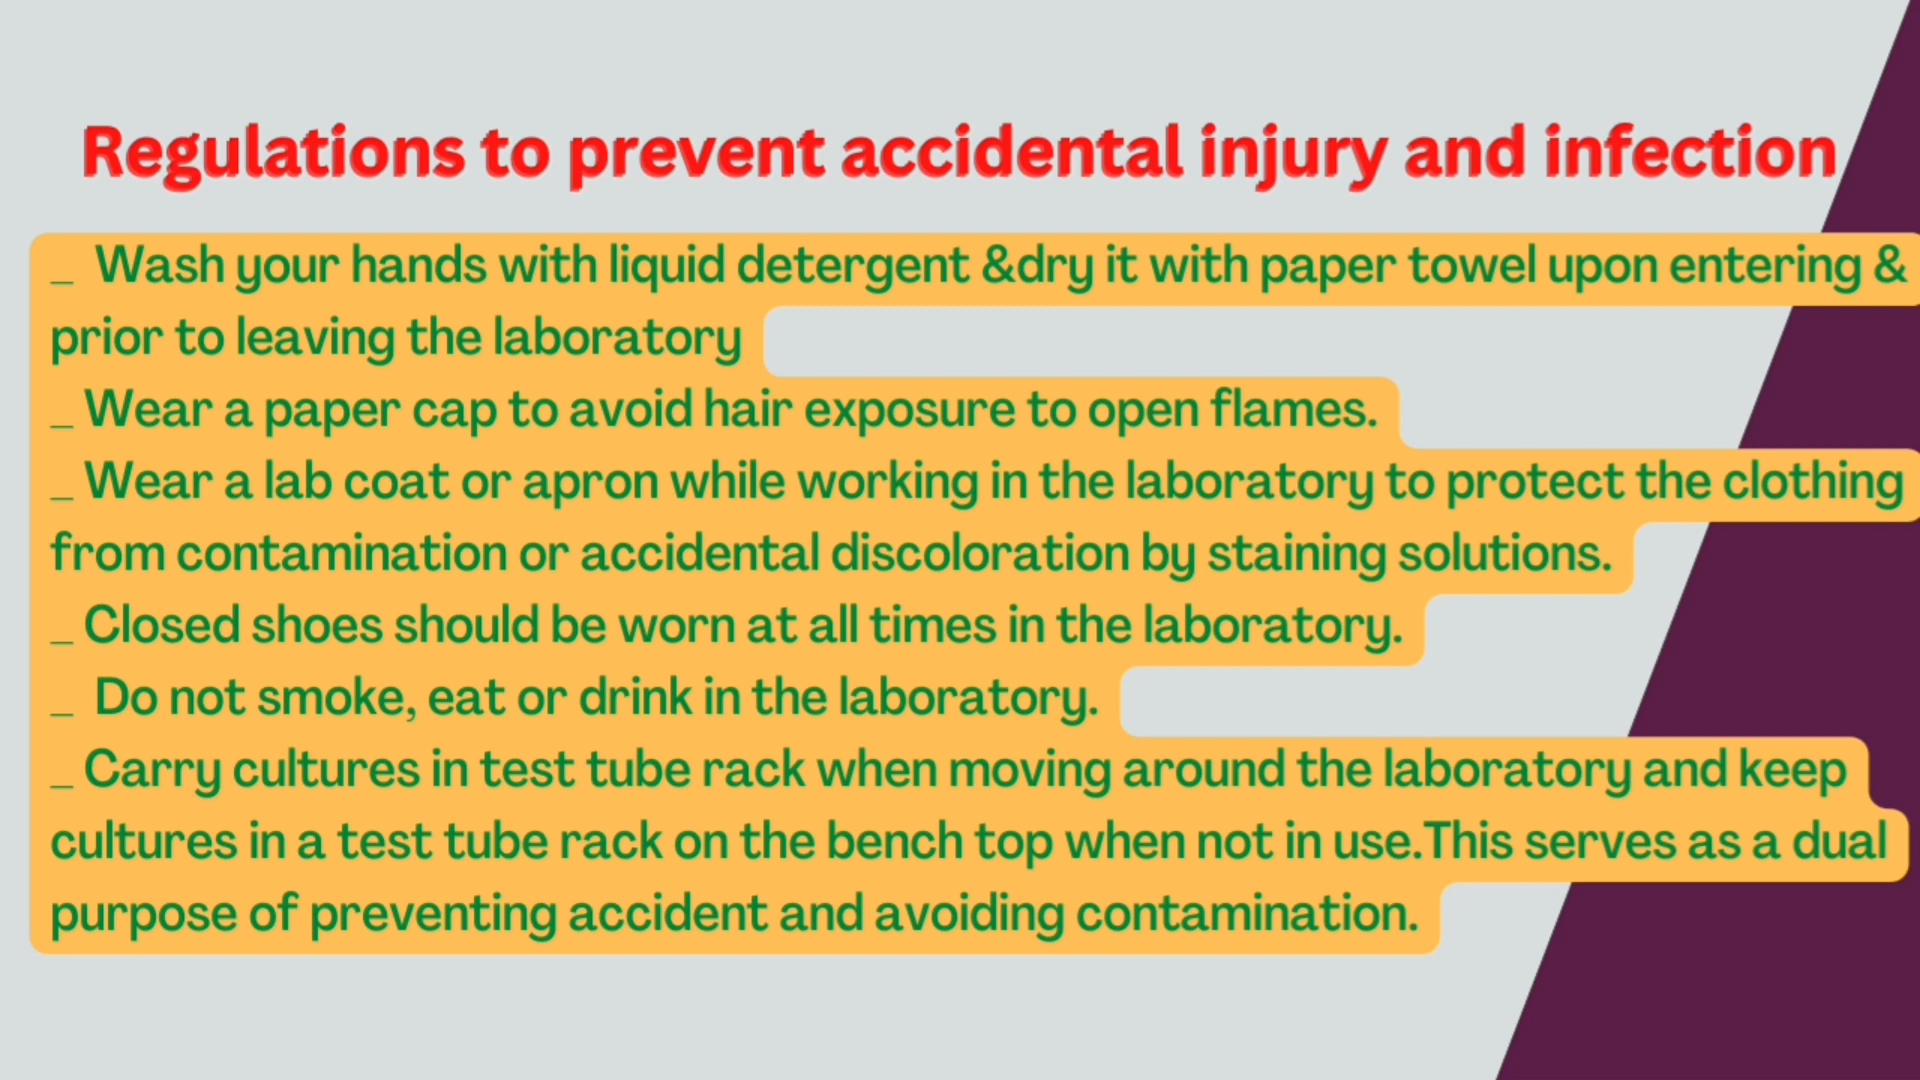 Regulations to prevent accidental injury and infection
_ Wash your hands with liquid detergent &dry it with paper towel upon entering &
prior to leaving the laboratory
_ Wear a paper cap to avoid hair exposure to open flames.
_ Wear a lab coat or apron while working in the laboratory to protect the clothing
from contamination or accidental discoloration by staining solutions.
_ Closed shoes should be worn at all times in the laboratory.
_ Do not smoke, eat or drink in the laboratory.
_ Carry cultures in test tube rack when moving around the laboratory and keep
cultures in a test tube rack on the bench top when not in use.This serves as a dual
purpose of preventing accident and avoiding contamination.